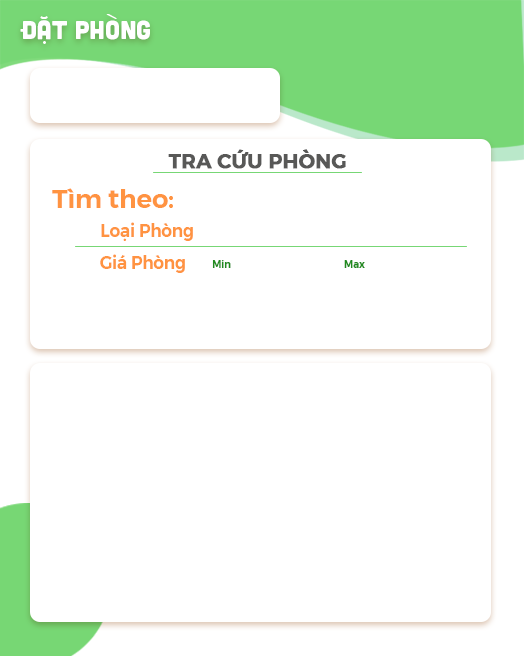 ĐẶT PHÒNG
TRA CỨU PHÒNG
Tìm theo:
Loại Phòng
Giá Phòng Min Max